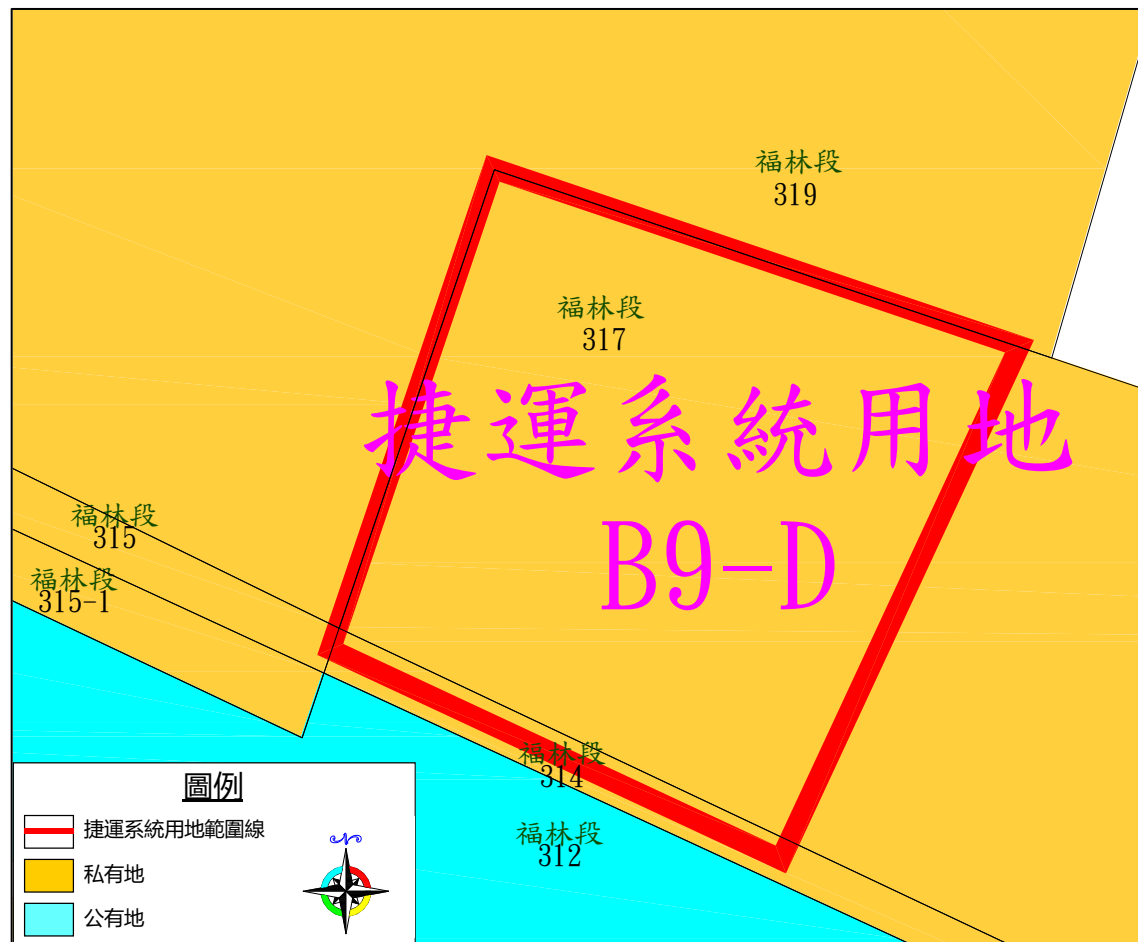 福林段
319
福林段
317
捷運系統用地
B9-D
福林段
315
福林段
315-1
福林段
314
福林段
312
圖例
捷運系統用地範圍線
私有地
公有地
N